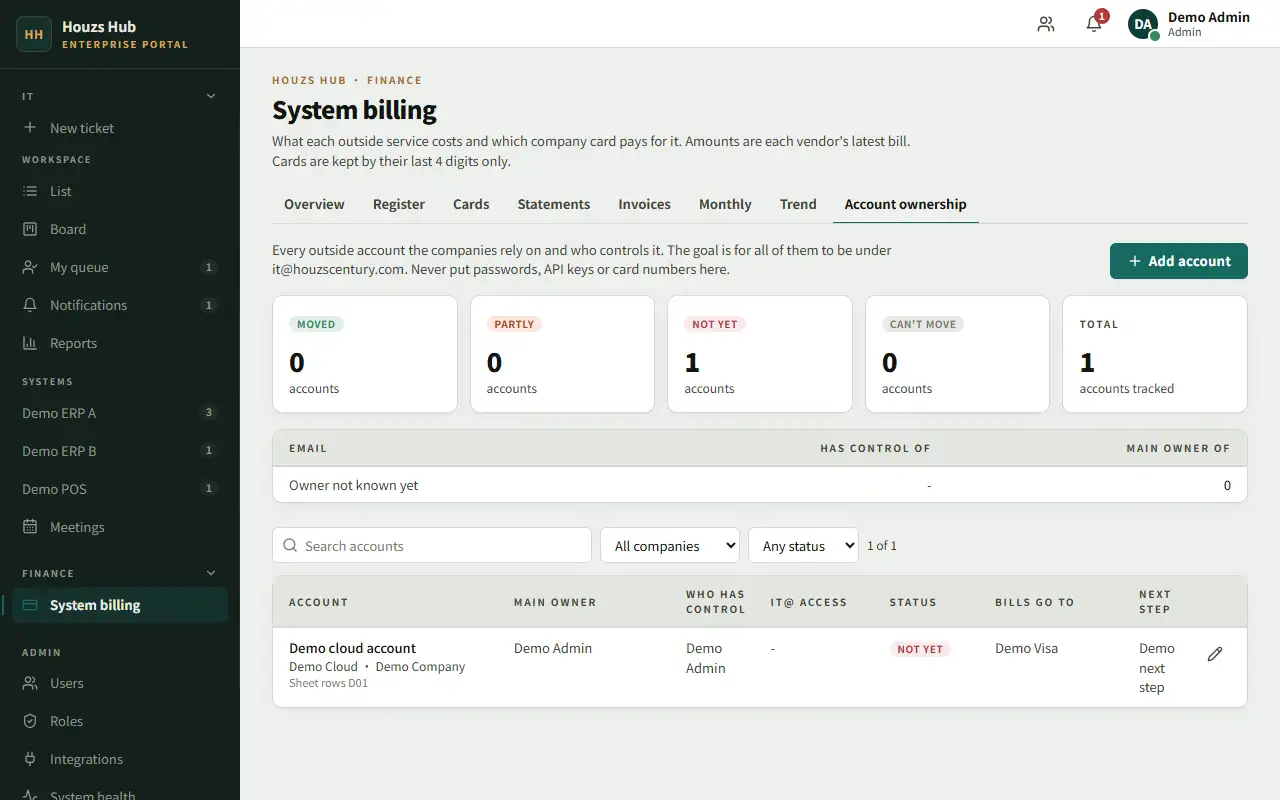 HH
Houzs Hub
ENTERPRISE PORTAL
IT
New ticket
WORKSPACE
List
Board
My queue 1
Notifications 1
Reports
SYSTEMS
Demo ERP A 3
Demo ERP B 1
Demo POS 1
Meetings
FINANCE
System billing
ADMIN
Users
Roles
Integrations
System health
1
DA
Demo Admin
Admin
HOUZS HUB • FINANCE
System billing
What each outside service costs and which company card pays for it. Amounts are each vendor's latest bill.
Cards are kept by their last 4 digits only.
Overview Register Cards Statements Invoices Monthly Trend Account ownership
Every outside account the companies rely on and who controls it. The goal is for all of them to be under
it@houzscentury.com. Never put passwords, API keys or card numbers here.
+ Add account
MOVED
0
accounts
PARTLY
0
accounts
NOT YET
1
accounts
CAN'T MOVE
0
accounts
TOTAL
1
accounts tracked
EMAIL HAS CONTROL OF MAIN OWNER OF
Owner not known yet - 0
Search accounts All companies Any status 1 of 1
ACCOUNT MAIN OWNER WHO HAS CONTROL IT@ ACCESS STATUS BILLS GO TO NEXT STEP
Demo cloud account
Demo Cloud • Demo Company
Sheet rows D01
Demo Admin
Demo
Admin
-
NOT YET
Demo Visa
Demo
next
step